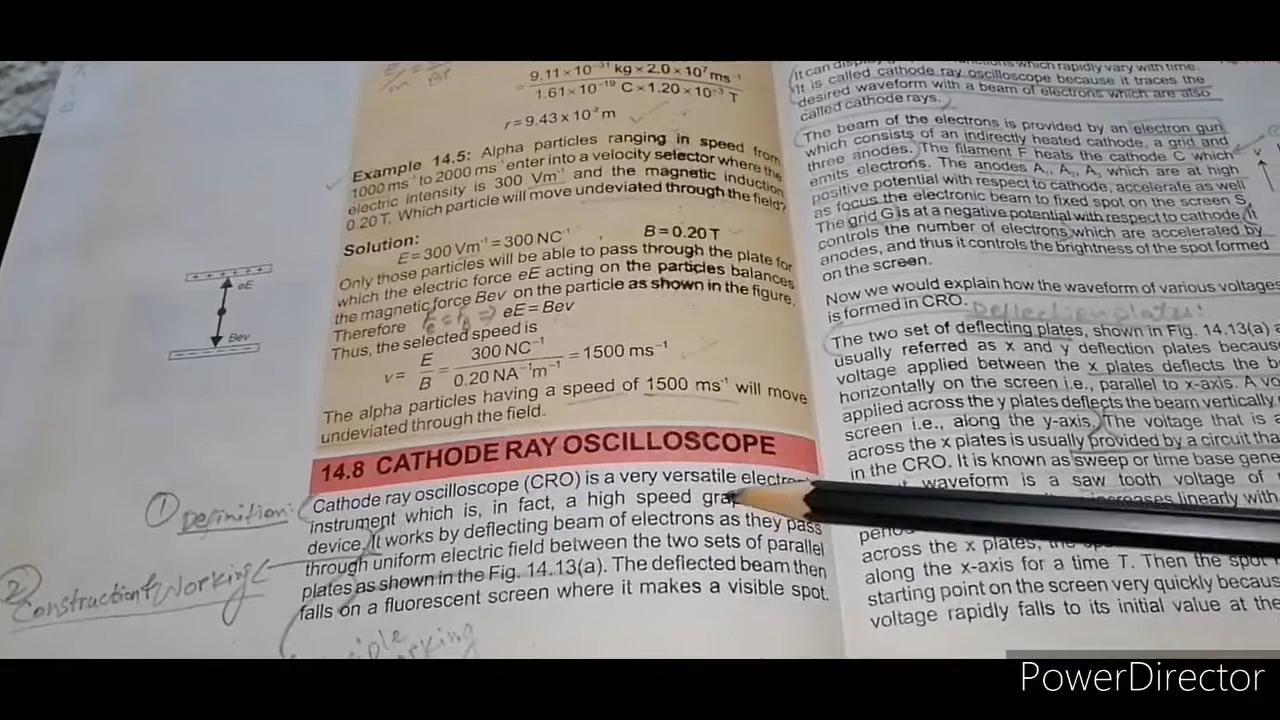 9.11×10⁻³¹ kg×2.0×10⁷ ms⁻¹
= 1.61×10⁻¹⁹ C×1.20×10⁻³ T
r=9.43×10⁻² m
Example 14.5: Alpha particles ranging in speed from
1000 ms⁻¹ to 2000 ms⁻¹ enter into a velocity selector where the
electric intensity is 300 Vm⁻¹ and the magnetic induction
0.20 T. Which particle will move undeviated through the field?
Solution:
E=300 Vm⁻¹=300 NC⁻¹ , B=0.20 T
Only those particles will be able to pass through the plate for
which the electric force eE acting on the particles balances
the magnetic force Bev on the particle as shown in the figure.
Therefore eE=Bev
Thus, the selected speed is
v= E/B = 300 NC⁻¹ / 0.20 NA⁻¹m⁻¹ = 1500 ms⁻¹
The alpha particles having a speed of 1500 ms⁻¹ will move
undeviated through the field.
eE
Bev
14.8 CATHODE RAY OSCILLOSCOPE
① Definition:
Cathode ray oscilloscope (CRO) is a very versatile
instrument which is, in fact, a high speed
device. It works by deflecting beam of electrons as they pass
through uniform electric field between the two sets of parallel
plates as shown in the Fig. 14.13(a). The deflected beam then
falls on a fluorescent screen where it makes a visible spot.
② Construction & Working
which rapidly vary with time.
It is called cathode ray oscilloscope because it traces the
desired waveform with a beam of electrons which are also
called cathode rays.
The beam of the electrons is provided by an electron gun
which consists of an indirectly heated cathode, a grid and
three anodes. The filament F heats the cathode C which
emits electrons. The anodes A₁, A₂, A₃ which are at high
positive potential with respect to cathode, accelerate as well
as focus the electronic beam to fixed spot on the screen S.
The grid G is at a negative potential with respect to cathode. It
controls the number of electrons which are accelerated by
anodes, and thus it controls the brightness of the spot formed
on the screen.
Now we would explain how the waveform of various voltages
is formed in CRO.
Deflection plates:
The two set of deflecting plates, shown in Fig. 14.13(a)
usually referred as x and y deflection plates
voltage applied between the x plates deflects the
horizontally on the screen i.e., parallel to x-axis. A
applied across the y plates deflects the beam vertically
screen i.e., along the y-axis. The voltage that is
across the x plates is usually provided by a circuit
in the CRO. It is known as sweep or time base
waveform is a saw tooth voltage of
increases linearly with
across the x plates,
along the x-axis for a time T. Then the spot
starting point on the screen very quickly
voltage rapidly falls to its initial value at the
PowerDirector